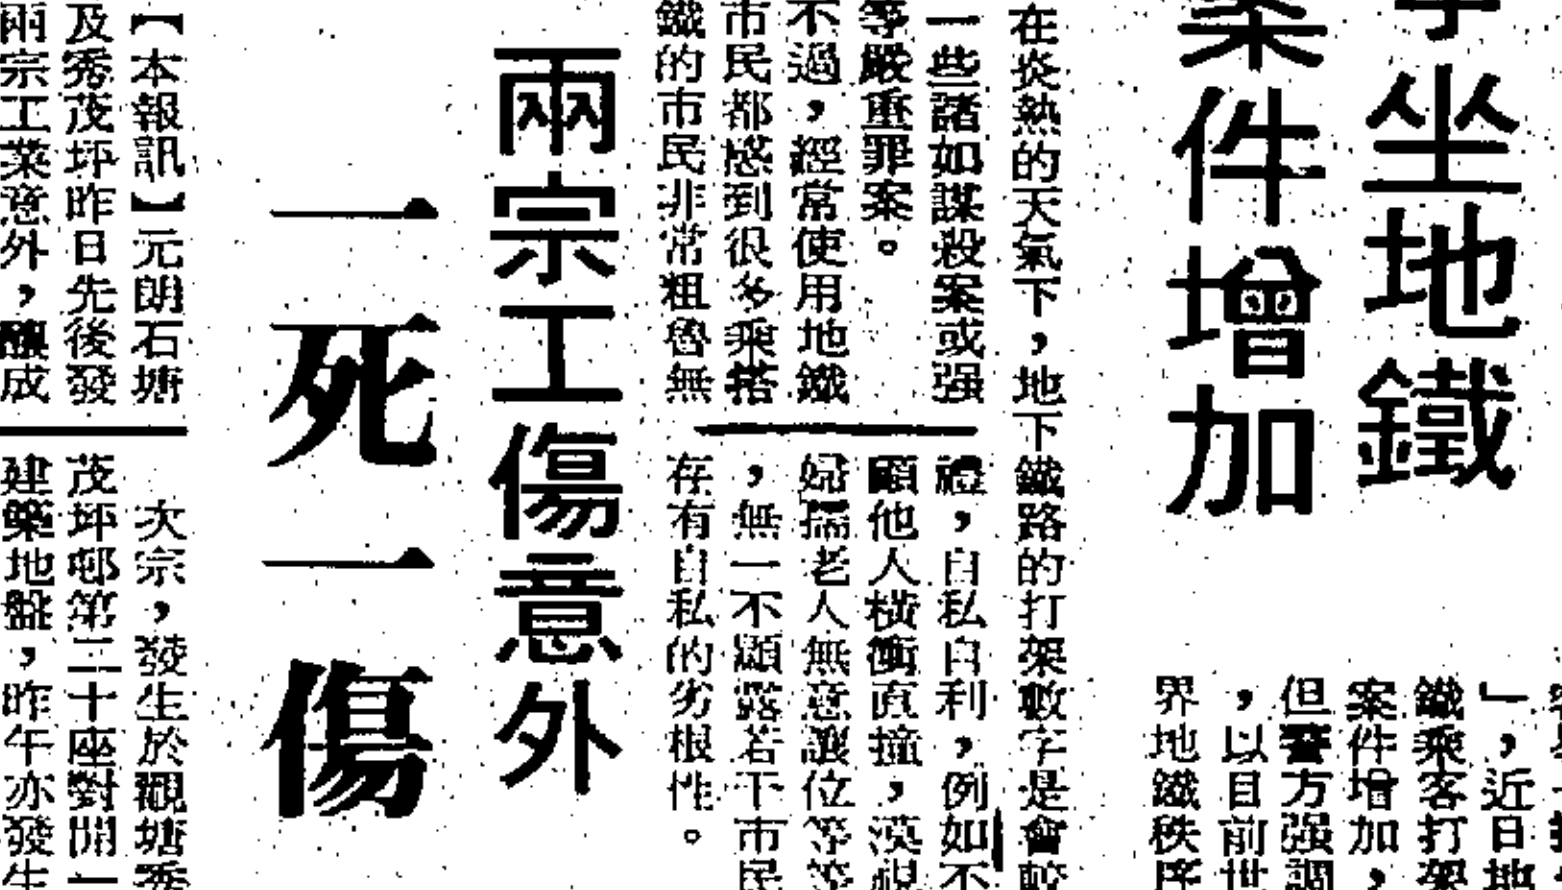 坐地鐵
案件增加
」，近日地
鐵乘客打架
案件增加，
但警方强調
，以目前世
界地鐵秩序
在炎熱的天氣下，地下鐵路的打架數字是會較
一些諸如謀殺案或强
等嚴重罪案。
不過，經常使用地鐵
市民都感到很多乘搭
鐵的市民非常粗魯無
禮，自私自利，例如不
顧他人橫衝直撞，漠視
婦孺老人無意讓位等等
，無一不顯露若干市民
存有自私的劣根性。
兩宗工傷意外
一死一傷
【本報訊】元朗石塘
及秀茂坪昨日先後發
兩宗工業意外，釀成
次宗，發生於觀塘秀
茂坪邨第二十座對開一
建築地盤，昨午亦發生